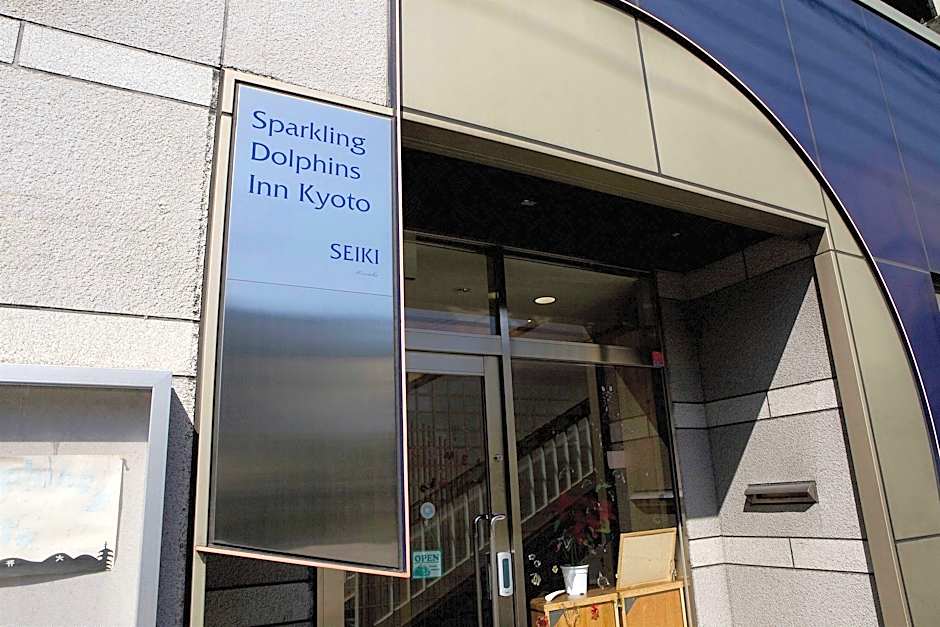 Sparkling
Dolphins
Inn Kyoto
SEIKI
OPEN